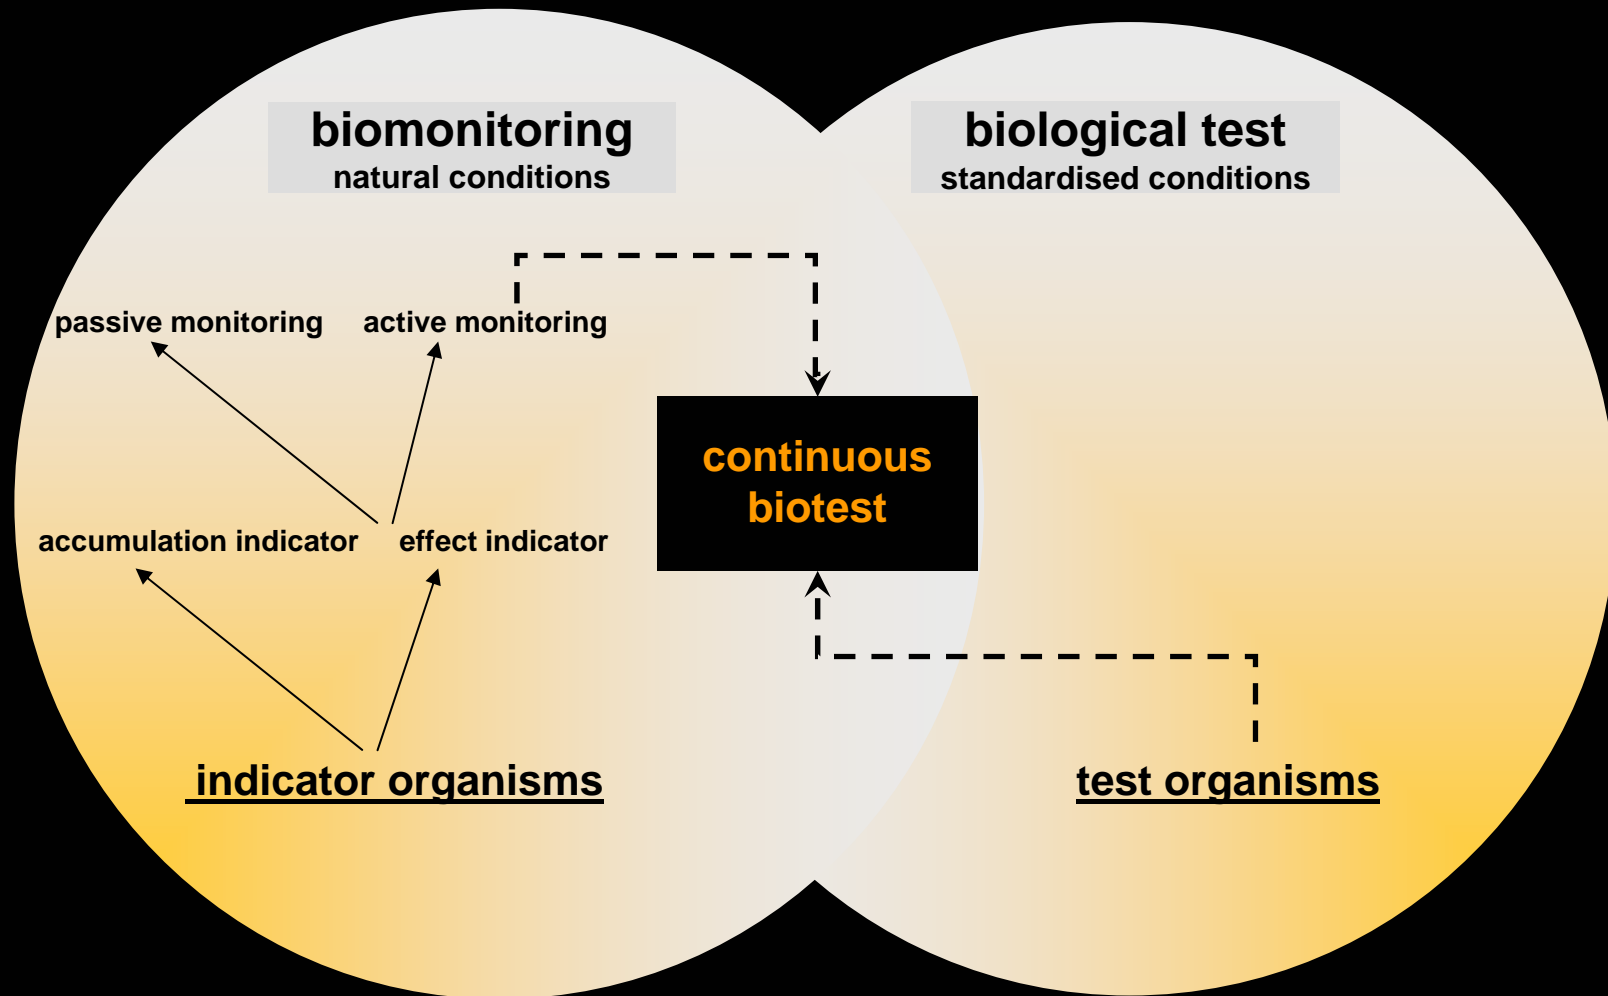 biomonitoring
natural conditions
biological test
standardised conditions
passive monitoring
active monitoring
continuous
biotest
accumulation indicator
effect indicator
indicator organisms
test organisms